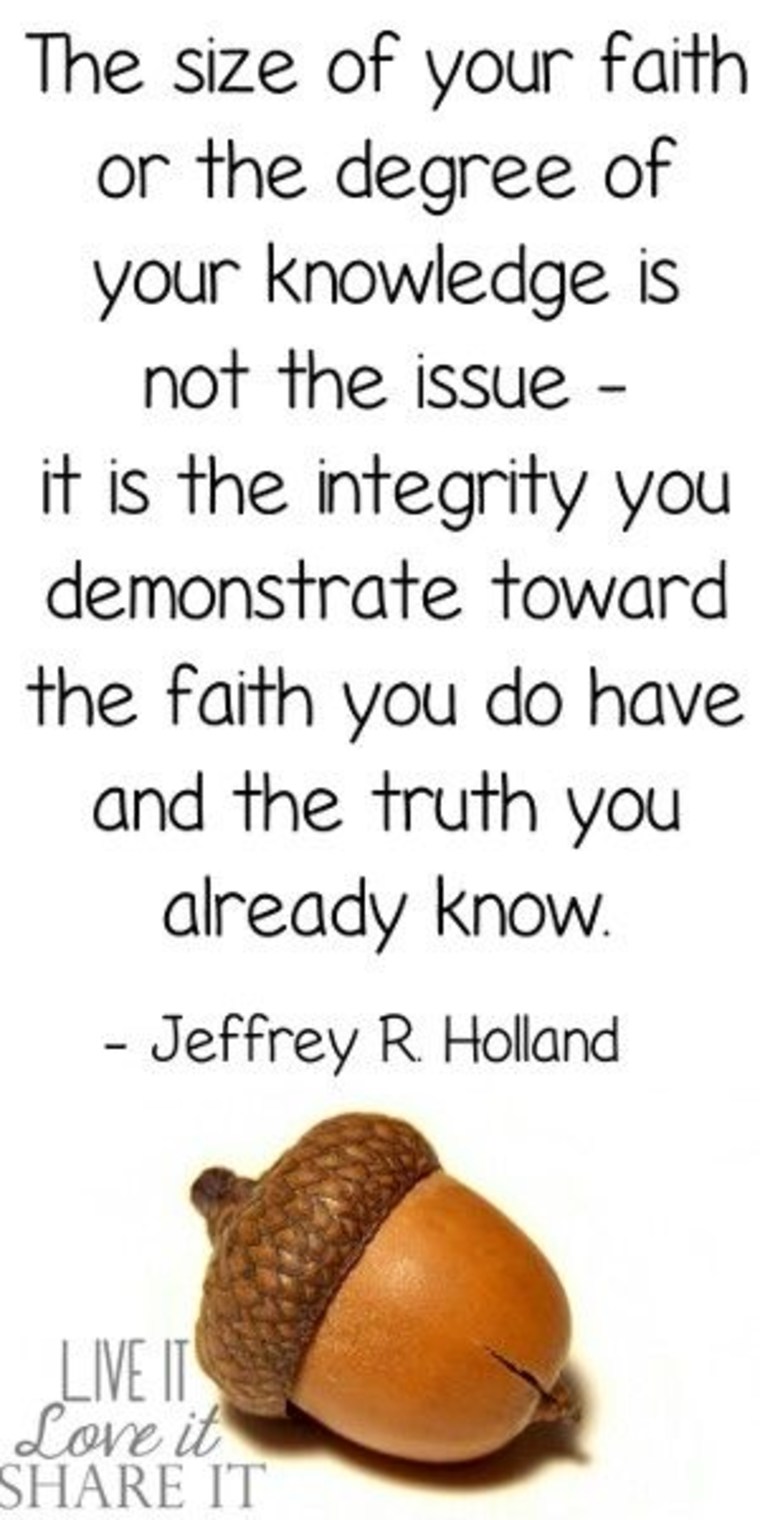 The size of your faith
or the degree of
your knowledge is
not the issue -
it is the integrity you
demonstrate toward
the faith you do have
and the truth you
already know.
- Jeffrey R. Holland
LIVE IT
Love it
SHARE IT